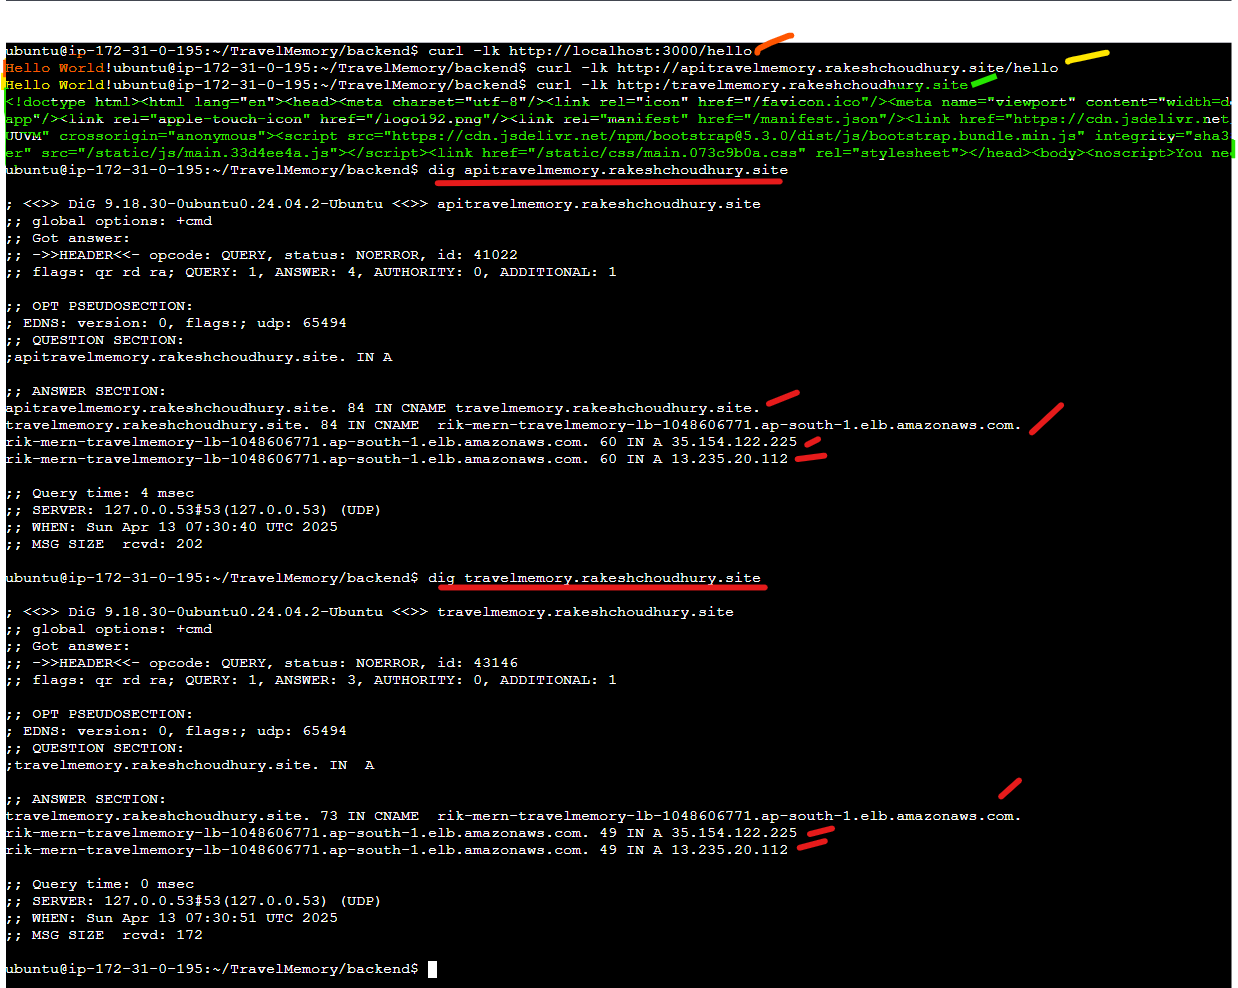 ubuntu@ip-172-31-0-195:~/TravelMemory/backend$ curl -lk http://localhost:3000/hello
Hello World!ubuntu@ip-172-31-0-195:~/TravelMemory/backend$ curl -lk http://apitravelmemory.rakeshchoudhury.site/hello
Hello World!ubuntu@ip-172-31-0-195:~/TravelMemory/backend$ curl -lk http:/travelmemory.rakeshchoudhury.site
<!doctype html><html lang="en"><head><meta charset="utf-8"/><link rel="icon" href="/favicon.ico"/><meta name="viewport" content="width=d
app"/><link rel="apple-touch-icon" href="/logo192.png"/><link rel="manifest" href="/manifest.json"/><link href="https://cdn.jsdelivr.net
UUVM" crossorigin="anonymous"><script src="https://cdn.jsdelivr.net/npm/bootstrap@5.3.0/dist/js/bootstrap.bundle.min.js" integrity="sha3
er" src="/static/js/main.33d4ee4a.js"></script><link href="/static/css/main.073c9b0a.css" rel="stylesheet"></head><body><noscript>You ne
ubuntu@ip-172-31-0-195:~/TravelMemory/backend$ dig apitravelmemory.rakeshchoudhury.site
; <<>> DiG 9.18.30-0ubuntu0.24.04.2-Ubuntu <<>> apitravelmemory.rakeshchoudhury.site
;; global options: +cmd
;; Got answer:
;; ->>HEADER<<- opcode: QUERY, status: NOERROR, id: 41022
;; flags: qr rd ra; QUERY: 1, ANSWER: 4, AUTHORITY: 0, ADDITIONAL: 1
;; OPT PSEUDOSECTION:
; EDNS: version: 0, flags:; udp: 65494
;; QUESTION SECTION:
;apitravelmemory.rakeshchoudhury.site. IN A
;; ANSWER SECTION:
apitravelmemory.rakeshchoudhury.site. 84 IN CNAME travelmemory.rakeshchoudhury.site.
travelmemory.rakeshchoudhury.site. 84 IN CNAME  rik-mern-travelmemory-lb-1048606771.ap-south-1.elb.amazonaws.com.
rik-mern-travelmemory-lb-1048606771.ap-south-1.elb.amazonaws.com. 60 IN A 35.154.122.225
rik-mern-travelmemory-lb-1048606771.ap-south-1.elb.amazonaws.com. 60 IN A 13.235.20.112
;; Query time: 4 msec
;; SERVER: 127.0.0.53#53(127.0.0.53) (UDP)
;; WHEN: Sun Apr 13 07:30:40 UTC 2025
;; MSG SIZE  rcvd: 202
ubuntu@ip-172-31-0-195:~/TravelMemory/backend$ dig travelmemory.rakeshchoudhury.site
; <<>> DiG 9.18.30-0ubuntu0.24.04.2-Ubuntu <<>> travelmemory.rakeshchoudhury.site
;; global options: +cmd
;; Got answer:
;; ->>HEADER<<- opcode: QUERY, status: NOERROR, id: 43146
;; flags: qr rd ra; QUERY: 1, ANSWER: 3, AUTHORITY: 0, ADDITIONAL: 1
;; OPT PSEUDOSECTION:
; EDNS: version: 0, flags:; udp: 65494
;; QUESTION SECTION:
;travelmemory.rakeshchoudhury.site. IN  A
;; ANSWER SECTION:
travelmemory.rakeshchoudhury.site. 73 IN CNAME  rik-mern-travelmemory-lb-1048606771.ap-south-1.elb.amazonaws.com.
rik-mern-travelmemory-lb-1048606771.ap-south-1.elb.amazonaws.com. 49 IN A 35.154.122.225
rik-mern-travelmemory-lb-1048606771.ap-south-1.elb.amazonaws.com. 49 IN A 13.235.20.112
;; Query time: 0 msec
;; SERVER: 127.0.0.53#53(127.0.0.53) (UDP)
;; WHEN: Sun Apr 13 07:30:51 UTC 2025
;; MSG SIZE  rcvd: 172
ubuntu@ip-172-31-0-195:~/TravelMemory/backend$